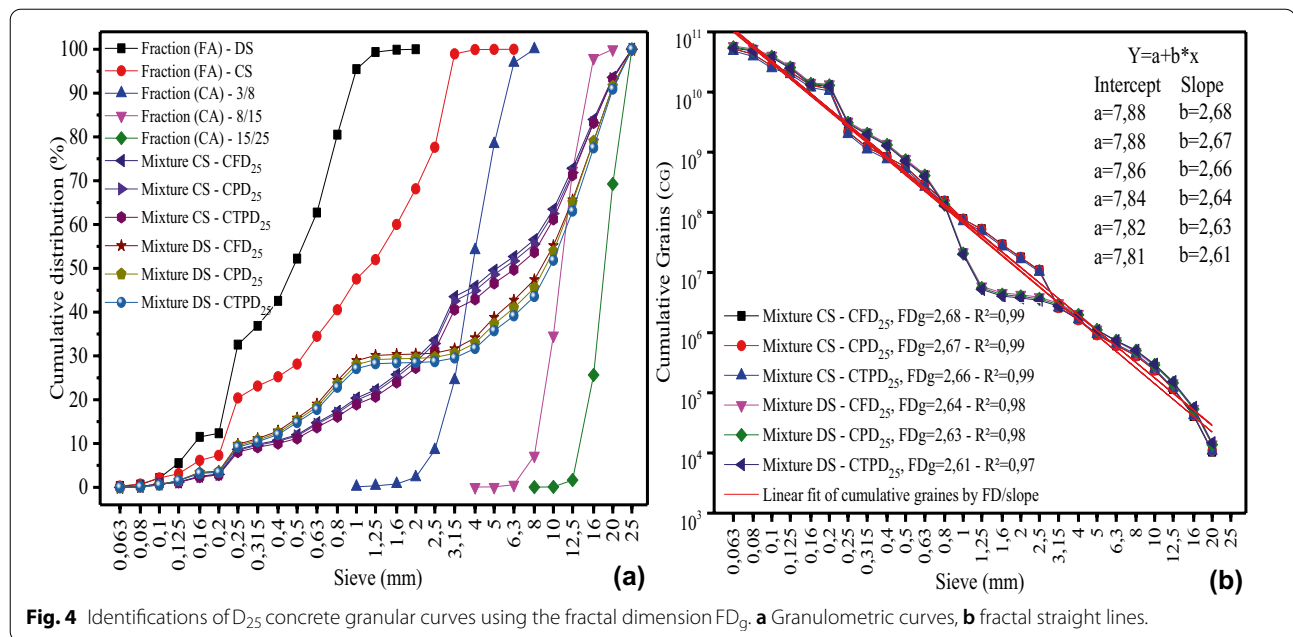 100
90
80
70
60
50
40
30
20
10
0
Cumulative distribution (%)
Fraction (FA) - DS
Fraction (FA) - CS
Fraction (CA) - 3/8
Fraction (CA) - 8/15
Fraction (CA) - 15/25
Mixture CS - CFD25
Mixture CS - CPD25
Mixture CS - CTPD25
Mixture DS - CFD25
Mixture DS - CPD25
Mixture DS - CTPD25
0,063
0,08
0,1
0,125
0,16
0,2
0,25
0,315
0,4
0,5
0,63
0,8
1
1,25
1,6
2
2,5
3,15
4
5
6,3
8
10
12,5
16
20
25
Sieve (mm)
(a)
10^11
10^10
10^9
10^8
10^7
10^6
10^5
10^4
10^3
Cumulative Grains (CG)
Y=a+b*x
Intercept Slope
a=7,88 b=2,68
a=7,88 b=2,67
a=7,86 b=2,66
a=7,84 b=2,64
a=7,82 b=2,63
a=7,81 b=2,61
Mixture CS - CFD25, FDg=2,68 - R²=0,99
Mixture CS - CPD25, FDg=2,67 - R²=0,99
Mixture CS - CTPD25, FDg=2,66 - R²=0,99
Mixture DS - CFD25, FDg=2,64 - R²=0,98
Mixture DS - CPD25, FDg=2,63 - R²=0,98
Mixture DS - CTPD25, FDg=2,61 - R²=0,97
Linear fit of cumulative graines by FD/slope
0,063
0,08
0,1
0,125
0,16
0,2
0,25
0,315
0,4
0,5
0,63
0,8
1
1,25
1,6
2
2,5
3,15
4
5
6,3
8
10
12,5
16
20
25
Sieve (mm)
(b)
Fig. 4 Identifications of D25 concrete granular curves using the fractal dimension FDg. a Granulometric curves, b fractal straight lines.